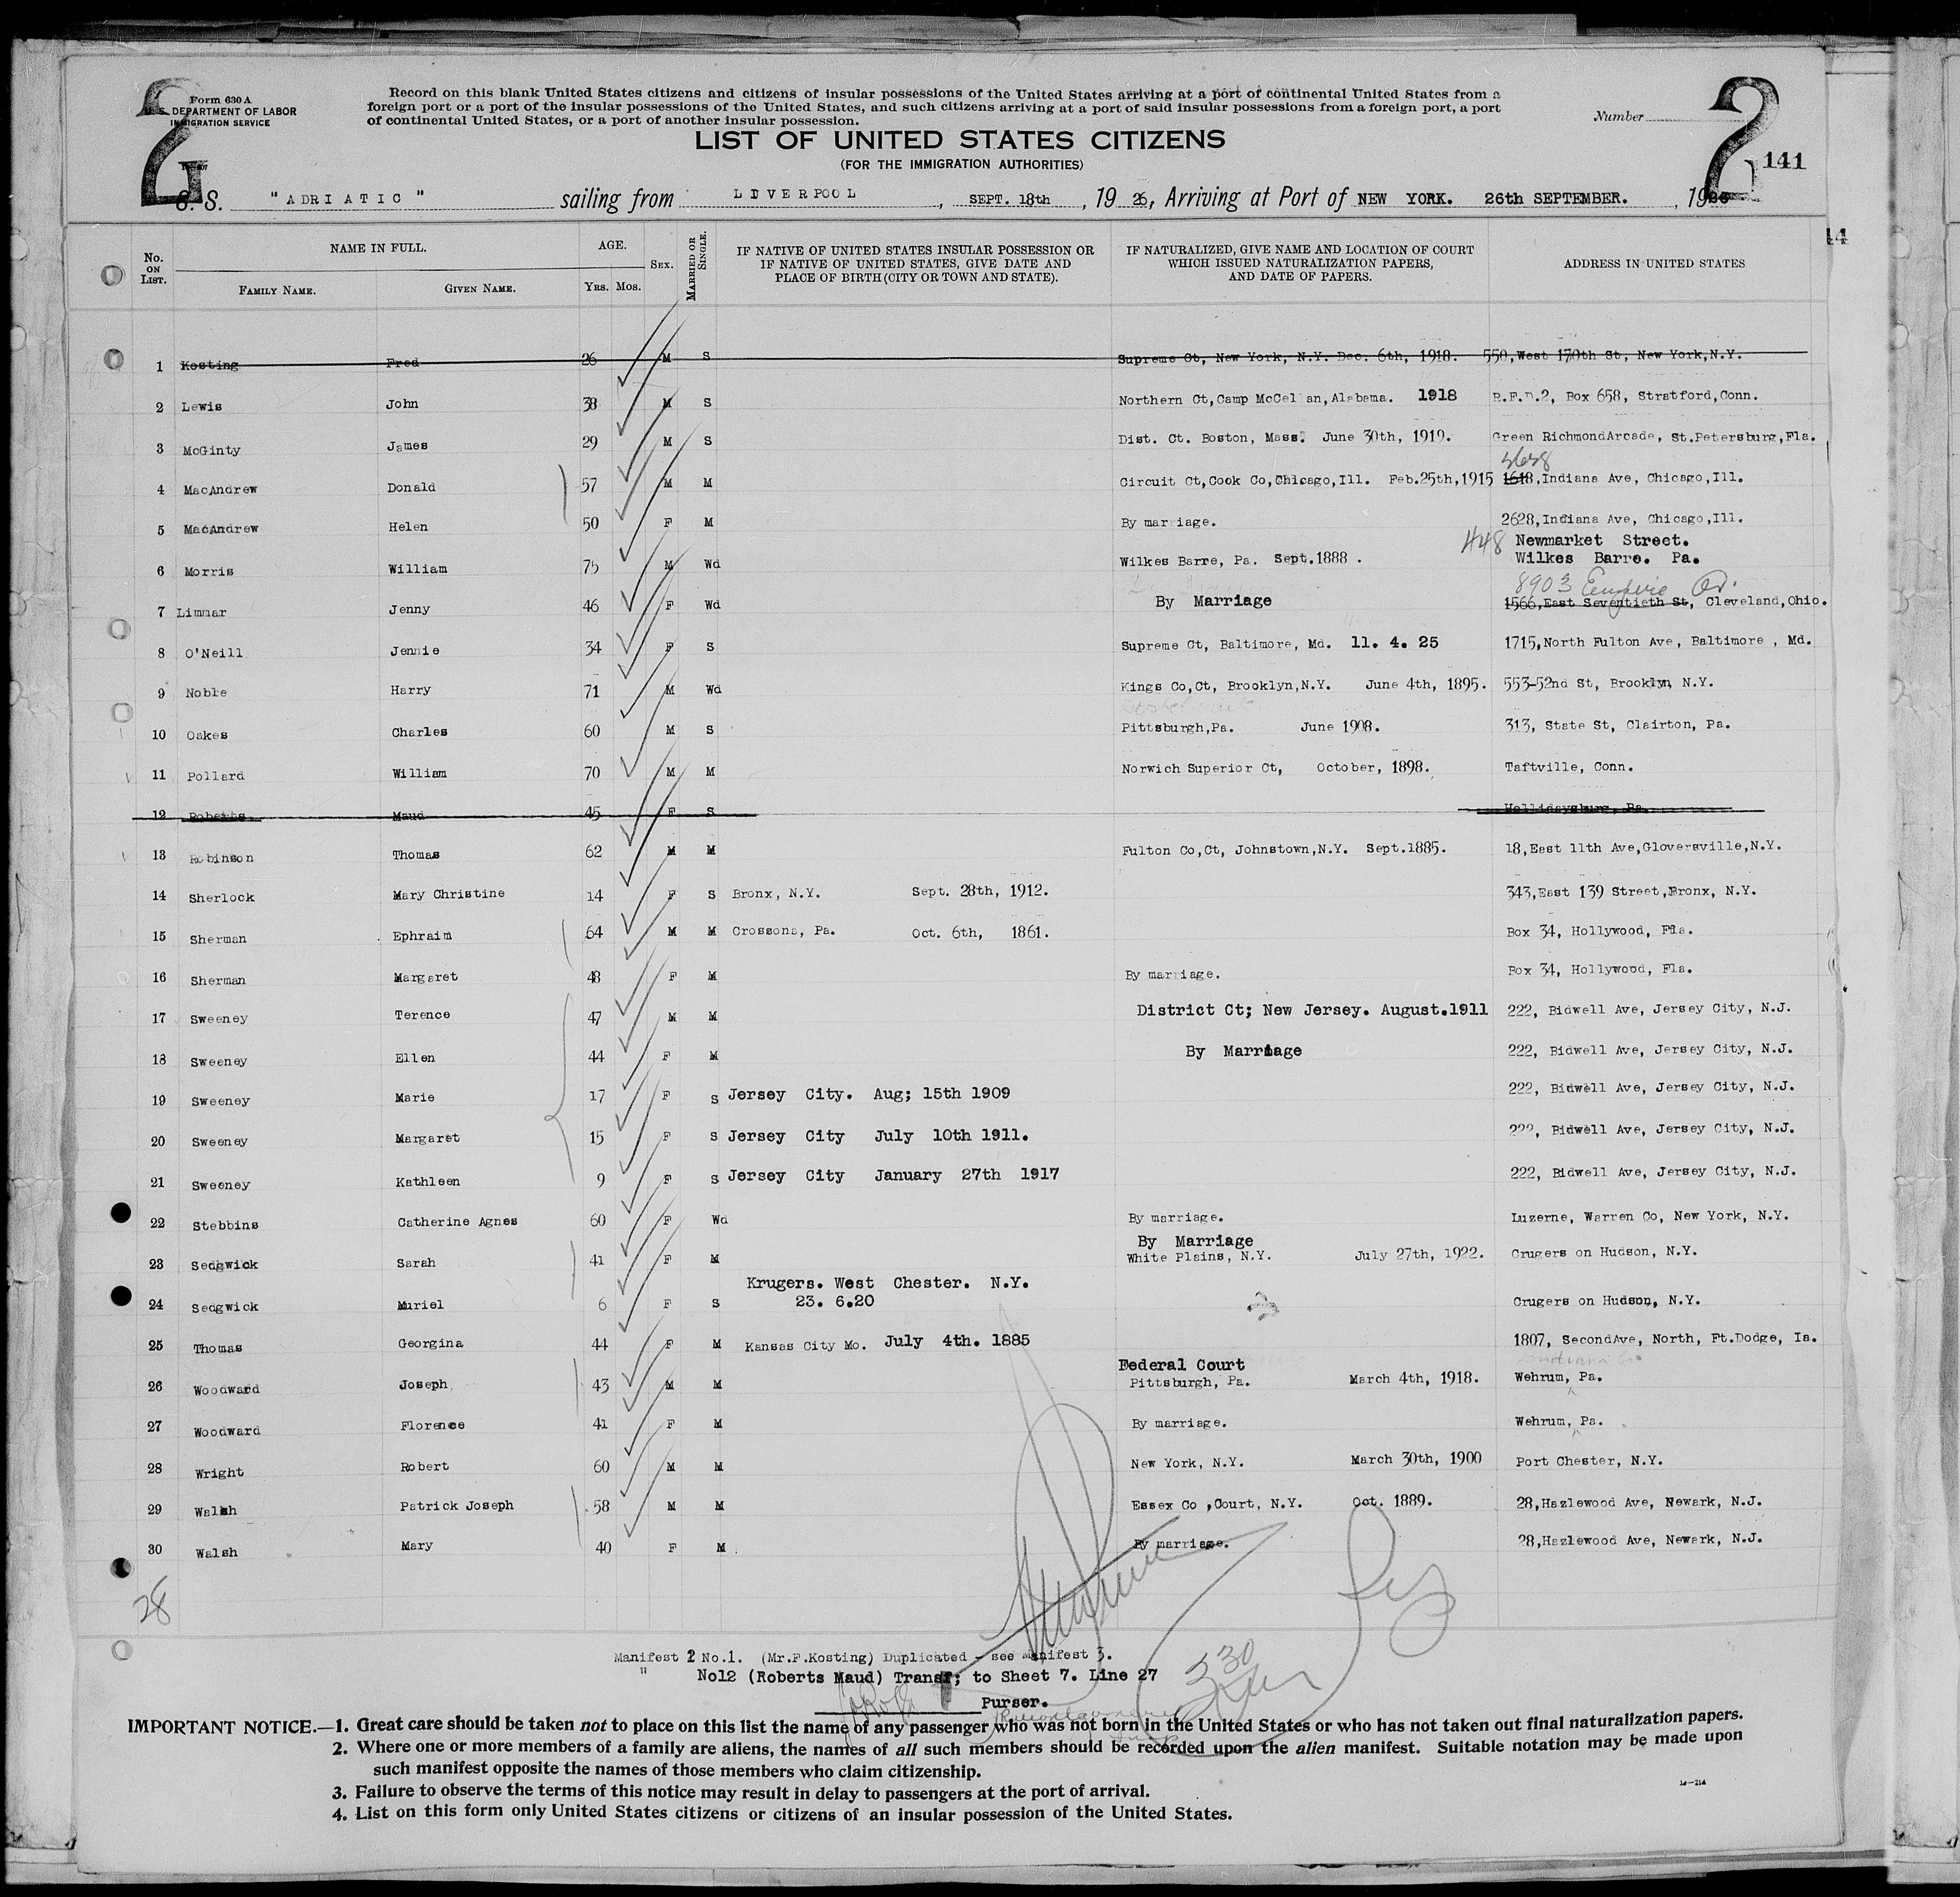 2
2
Form 630 A
U. S. DEPARTMENT OF LABOR
IMMIGRATION SERVICE
Record on this blank United States citizens and citizens of insular possessions of the United States arriving at a port of continental United States from a
foreign port or a port of the insular possessions of the United States, and such citizens arriving at a port of said insular possessions from a foreign port, a port
of continental United States, or a port of another insular possession.
Number
141
LIST OF UNITED STATES CITIZENS
(FOR THE IMMIGRATION AUTHORITIES)
S. S. "ADRIATIC" sailing from LIVERPOOL, SEPT. 18th, 1926, Arriving at Port of NEW YORK. 26th SEPTEMBER., 1926
44
No. ON LIST. NAME IN FULL. FAMILY NAME. GIVEN NAME. AGE. YRS. MOS. SEX. MARRIED OR SINGLE. IF NATIVE OF UNITED STATES INSULAR POSSESSION OR IF NATIVE OF UNITED STATES, GIVE DATE AND PLACE OF BIRTH (CITY OR TOWN AND STATE). IF NATURALIZED, GIVE NAME AND LOCATION OF COURT WHICH ISSUED NATURALIZATION PAPERS, AND DATE OF PAPERS. ADDRESS IN UNITED STATES
1 Kosting Fred 26 M S Supreme Ct, New York, N.Y. Dec. 6th, 1918. 550, West 170th St, New York, N.Y.
2 Lewis John 38 M S Northern Ct, Camp McCellan, Alabama. 1918 R.F.D.2, Box 658, Stratford, Conn.
3 McGinty James 29 M S Dist. Ct. Boston, Mass. June 30th, 1919. Green RichmondArcade, St.Petersburg, Fla.
2628
4 MacAndrew Donald 57 M M Circuit Ct, Cook Co, Chicago, Ill. Feb.25th, 1915 1618, Indiana Ave, Chicago, Ill.
5 MacAndrew Helen 50 F M By marriage. 2628, Indiana Ave, Chicago, Ill.
448 Newmarket Street.
6 Morris William 75 M Wd Wilkes Barre, Pa. Sept.1888. Wilkes Barre. Pa.
8903 Empire
7 Limmar Jenny 46 F Wd By Marriage 1566, East Seventieth St, Cleveland, Ohio.
8 O'Neill Jennie 34 F S Supreme Ct, Baltimore, Md. 11. 4. 25 1715, North Fulton Ave, Baltimore, Md.
9 Noble Harry 71 M Wd Kings Co, Ct, Brooklyn, N.Y. June 4th, 1895. 553-52nd St, Brooklyn, N.Y.
10 Oakes Charles 60 M S Pittsburgh, Pa. June 1908. 313, State St, Clairton, Pa.
11 Pollard William 70 M M Norwich Superior Ct, October, 1898. Taftville, Conn.
12 Roberts Maud 45 F S Hollidaysburg, Pa.
13 Robinson Thomas 62 M M Fulton Co, Ct, Johnstown, N.Y. Sept.1885. 18, East 11th Ave, Gloversville, N.Y.
14 Sherlock Mary Christine 14 F S Bronx, N.Y. Sept. 28th, 1912. 343, East 139 Street, Bronx, N.Y.
15 Sherman Ephraim 64 M M Crossons, Pa. Oct. 6th, 1861. Box 34, Hollywood, Fla.
16 Sherman Margaret 48 F M By marriage. Box 34, Hollywood, Fla.
17 Sweeney Terence 47 M M District Ct; New Jersey. August.1911 222, Bidwell Ave, Jersey City, N.J.
18 Sweeney Ellen 44 F M By Marriage 222, Bidwell Ave, Jersey City, N.J.
19 Sweeney Marie 17 F S Jersey City. Aug; 15th 1909 222, Bidwell Ave, Jersey City, N.J.
20 Sweeney Margaret 15 F S Jersey City July 10th 1911. 222, Bidwell Ave, Jersey City, N.J.
21 Sweeney Kathleen 9 F S Jersey City January 27th 1917 222, Bidwell Ave, Jersey City, N.J.
22 Stebbins Catherine Agnes 60 F Wd By marriage. Luzerne, Warren Co, New York, N.Y.
By Marriage
23 Sedgwick Sarah 41 F M White Plains, N.Y. July 27th, 1922. Crugers on Hudson, N.Y.
Krugers. West Chester. N.Y.
24 Sedgwick Muriel 6 F S 23. 6.20 Crugers on Hudson, N.Y.
25 Thomas Georgina 44 F M Kansas City Mo. July 4th. 1885 1807, SecondAve, North, Ft.Dodge, Ia.
Federal Court Indiana Co.
26 Woodward Joseph 43 M M Pittsburgh, Pa. March 4th, 1918. Wehrum, Pa.
27 Woodward Florence 41 F M By marriage. Wehrum, Pa.
28 Wright Robert 60 M M New York, N.Y. March 30th, 1900 Port Chester, N.Y.
29 Walsh Patrick Joseph 58 M M Essex Co, Court, N.Y. Oct. 1889. 28, Hazlewood Ave, Newark, N.J.
30 Walsh Mary 40 F M By marriage. 28, Hazlewood Ave, Newark, N.J.
28
330
Manifest 2 No.1. (Mr.F.Kosting) Duplicated - see manifest 3.
" No12 (Roberts Maud) Transf; to Sheet 7. Line 27
Purser.
IMPORTANT NOTICE.—1. Great care should be taken not to place on this list the name of any passenger who was not born in the United States or who has not taken out final naturalization papers.
2. Where one or more members of a family are aliens, the names of all such members should be recorded upon the alien manifest. Suitable notation may be made upon
such manifest opposite the names of those members who claim citizenship.
3. Failure to observe the terms of this notice may result in delay to passengers at the port of arrival.
4. List on this form only United States citizens or citizens of an insular possession of the United States.
14—214